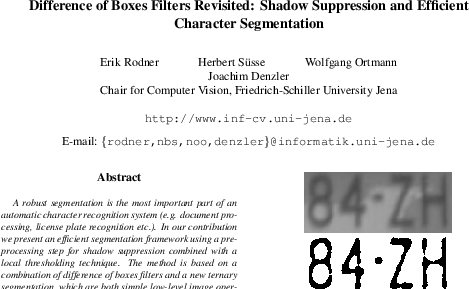 Difference of Boxes Filters Revisited: Shadow Suppression and Efficient
Character Segmentation
Erik Rodner Herbert Süsse Wolfgang Ortmann
Joachim Denzler
Chair for Computer Vision, Friedrich-Schiller University Jena
http://www.inf-cv.uni-jena.de
E-mail: {rodner,nbs,noo,denzler}@informatik.uni-jena.de
Abstract
A robust segmentation is the most important part of an
automatic character recognition system (e.g. document pro-
cessing, license plate recognition etc.). In our contribution
we present an efficient segmentation framework using a pre-
processing step for shadow suppression combined with a
local thresholding technique. The method is based on a
combination of difference of boxes filters and a new ternary
segmentation, which are both simple low-level image oper-
84·ZH
84·ZH